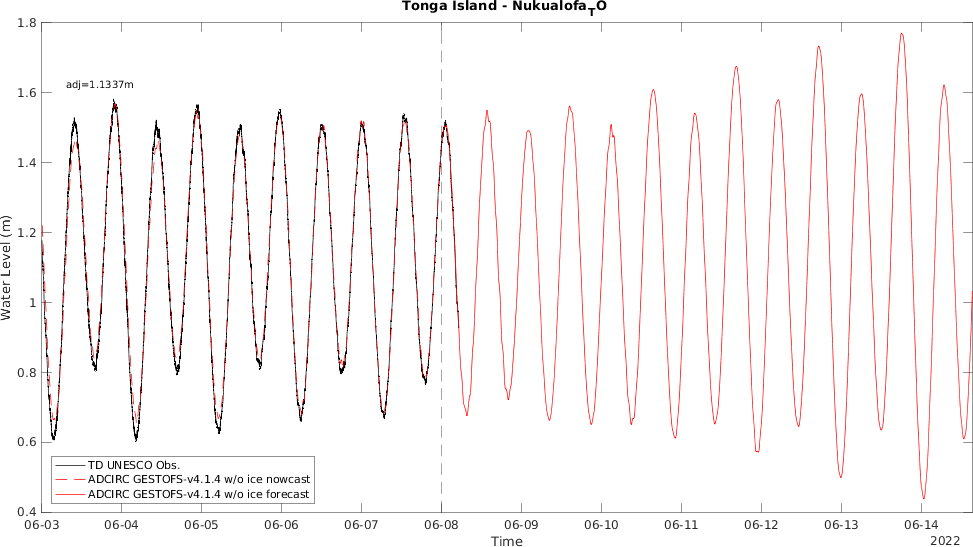 Tonga Island - NukualofaTO
adj=1.1337m
1.8
1.6
1.4
1.2
1
0.8
0.6
0.4
Water Level (m)
TD UNESCO Obs.
ADCIRC GESTOFS-v4.1.4 w/o ice nowcast
ADCIRC GESTOFS-v4.1.4 w/o ice forecast
06-03 06-04 06-05 06-06 06-07 06-08 06-09 06-10 06-11 06-12 06-13 06-14
Time
2022